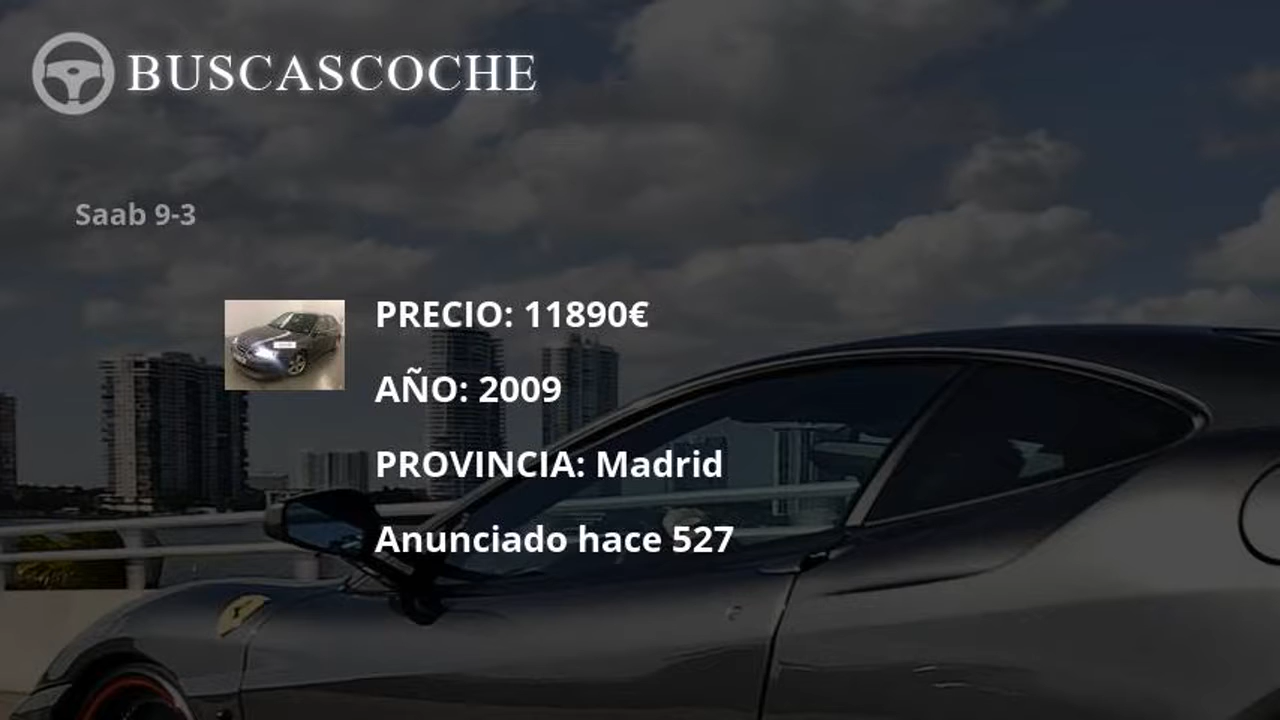 BUSCASCOCHE
Saab 9-3
PRECIO: 11890€
AÑO: 2009
PROVINCIA: Madrid
Anunciado hace 527